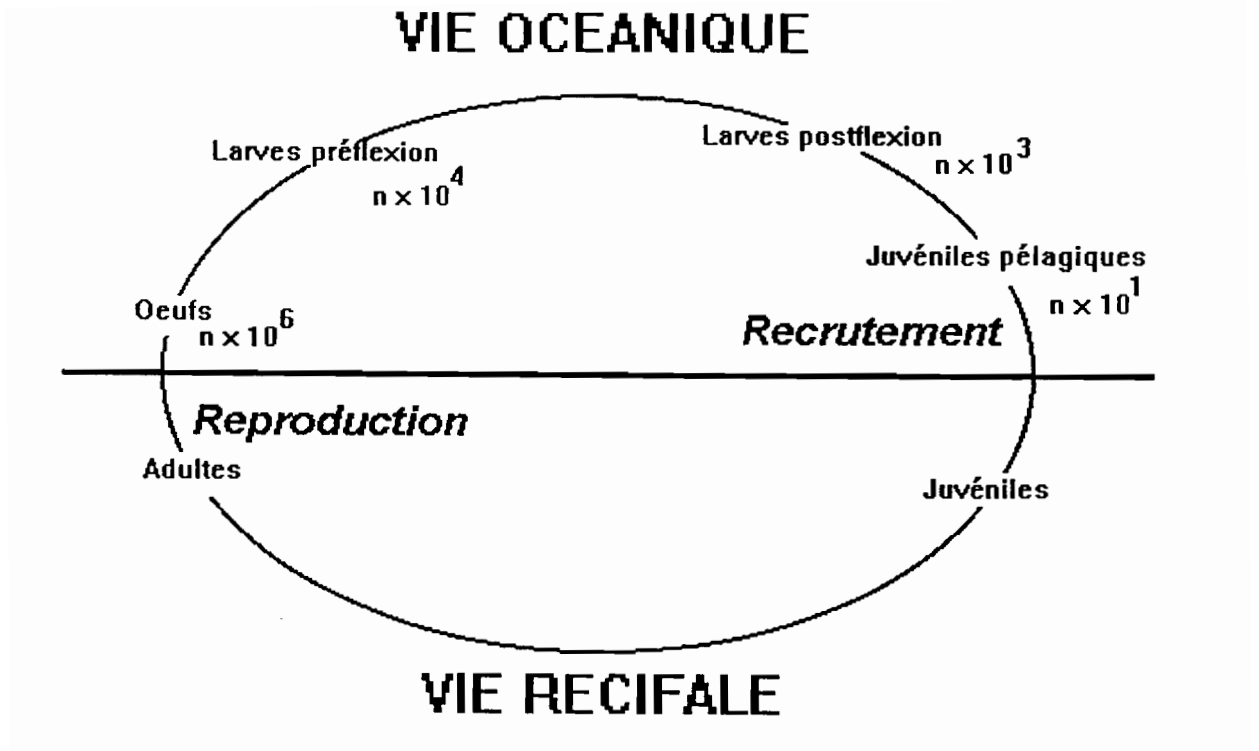 VIE OCEANIQUE
Larves préflexion
n x 10^4
Larves postflexion
n x 10^3
Juvéniles pélagiques
n x 10^1
Oeufs
n x 10^6
Recrutement
Reproduction
Adultes
Juvéniles
VIE RECIFALE